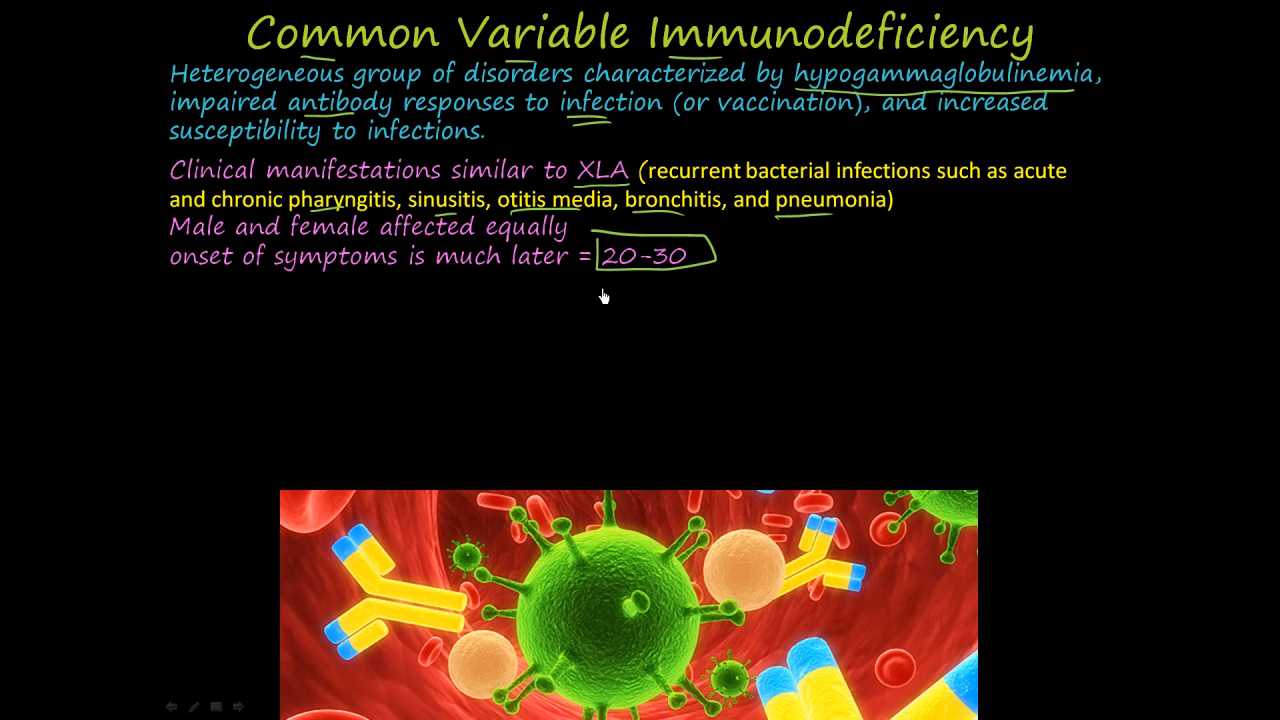 Common Variable Immunodeficiency
Heterogeneous group of disorders characterized by hypogammaglobulinemia,
impaired antibody responses to infection (or vaccination), and increased
susceptibility to infections.
Clinical manifestations similar to XLA (recurrent bacterial infections such as acute
and chronic pharyngitis, sinusitis, otitis media, bronchitis, and pneumonia)
Male and female affected equally
onset of symptoms is much later = 20-30